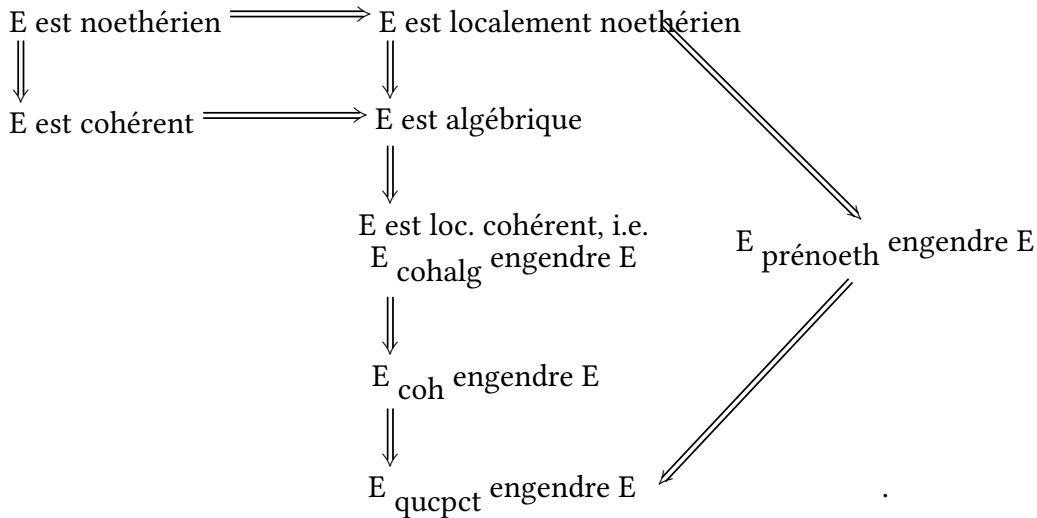 E est noethérien ⟹ E est localement noethérien
E est cohérent ⟹ E est algébrique
E est loc. cohérent, i.e.
E cohalg engendre E
E prénoeth engendre E
E coh engendre E
E qucpct engendre E .